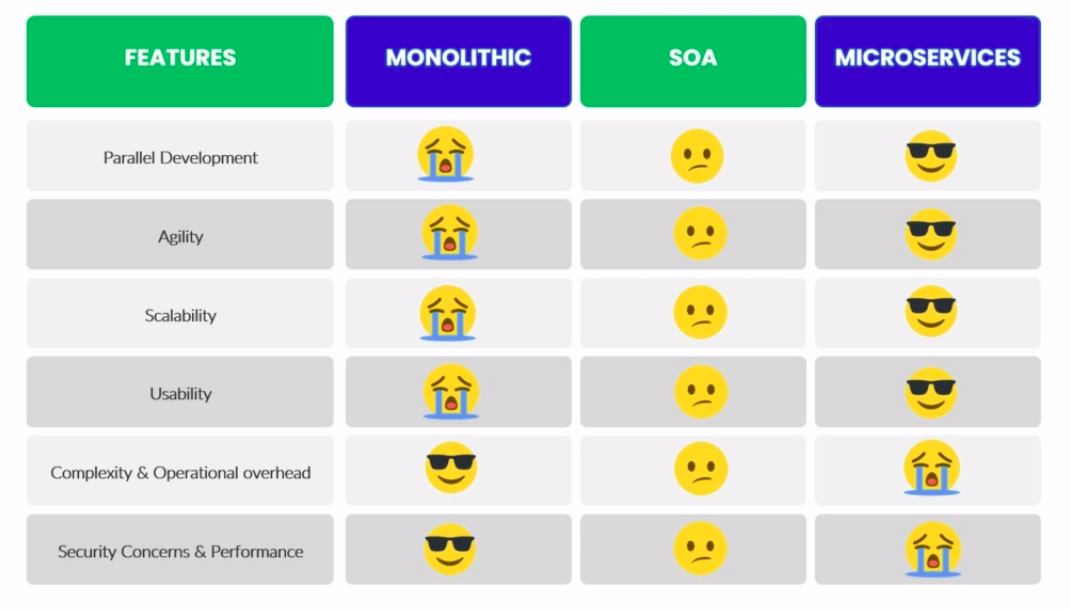 FEATURES
MONOLITHIC
SOA
MICROSERVICES
Parallel Development
Agility
Scalability
Usability
Complexity & Operational overhead
Security Concerns & Performance